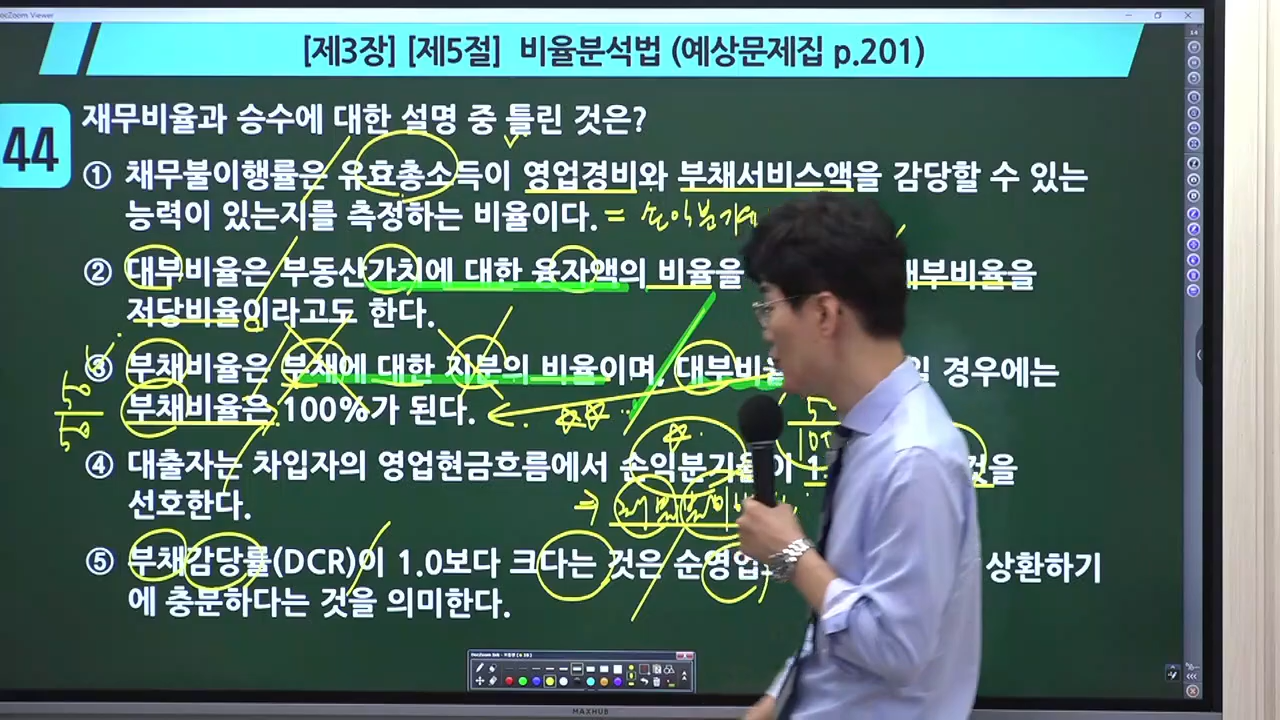 DocZoom Viewer
[제3장] [제5절] 비율분석법 (예상문제집 p.201)
44
재무비율과 승수에 대한 설명 중 틀린 것은?
① 채무불이행률은 유효총소득이 영업경비와 부채서비스액을 감당할 수 있는
능력이 있는지를 측정하는 비율이다. = 손익분기
② 대부비율은 부동산가치에 대한 융자액의 비율을 대부비율을
저당비율이라고도 한다.
③ 부채비율은 부채에 대한 지분의 비율이며, 대부비율 경우에는
부채비율은 100%가 된다.
50
50
④ 대출자는 차입자의 영업현금흐름에서 손익분기율이 것을
선호한다.
⑤ 부채감당률(DCR)이 1.0보다 크다는 것은 순영업 상환하기
에 충분하다는 것을 의미한다.
MAXHUB